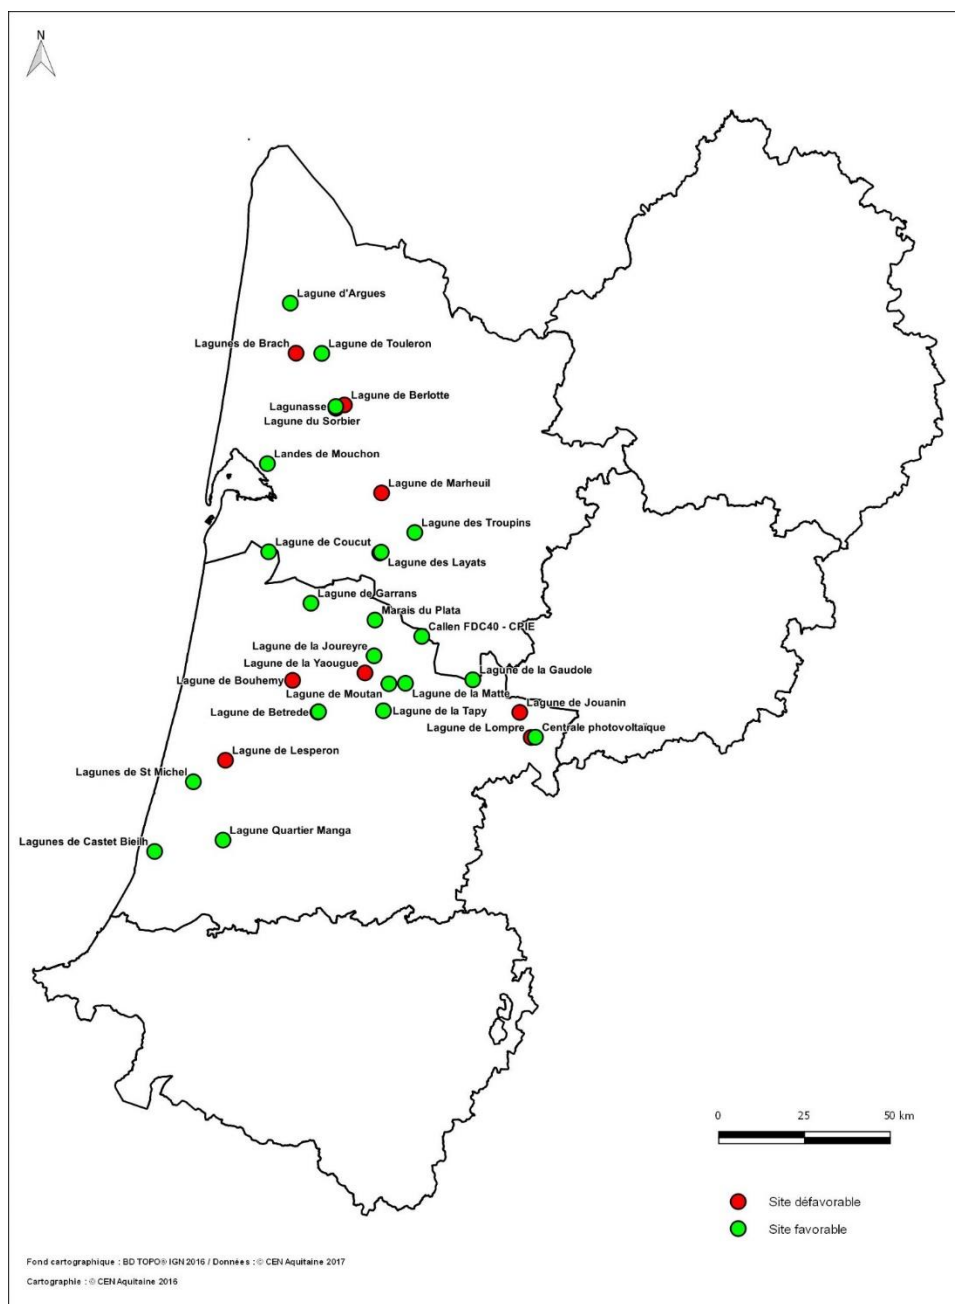 N
Lagune d'Argues
Lagunes de Brach
Lagune de Touleron
Lagune de Berlotte
Lagunasse
Lagune du Sorbier
Landes de Mouchon
Lagune de Marheuil
Lagune des Troupins
Lagune de Coucut
Lagune des Layats
Lagune de Garrans
Marais du Plata
Callen FDC40 - CPIE
Lagune de la Joureyre
Lagune de la Yaougue
Lagune de la Gaudole
Lagune de Bouhemy
Lagune de Moutan
Lagune de la Matte
Lagune de Jouanin
Lagune de Betrede
Lagune de la Tapy
Lagune de Lompre
Centrale photovoltaïque
Lagune de Lesperon
Lagunes de St Michel
Lagune Quartier Manga
Lagunes de Castet Bieilh
0 25 50 km
Site défavorable
Site favorable
Fond cartographique : BD TOPO® IGN 2016 / Données : © CEN Aquitaine 2017
Cartographie : © CEN Aquitaine 2016